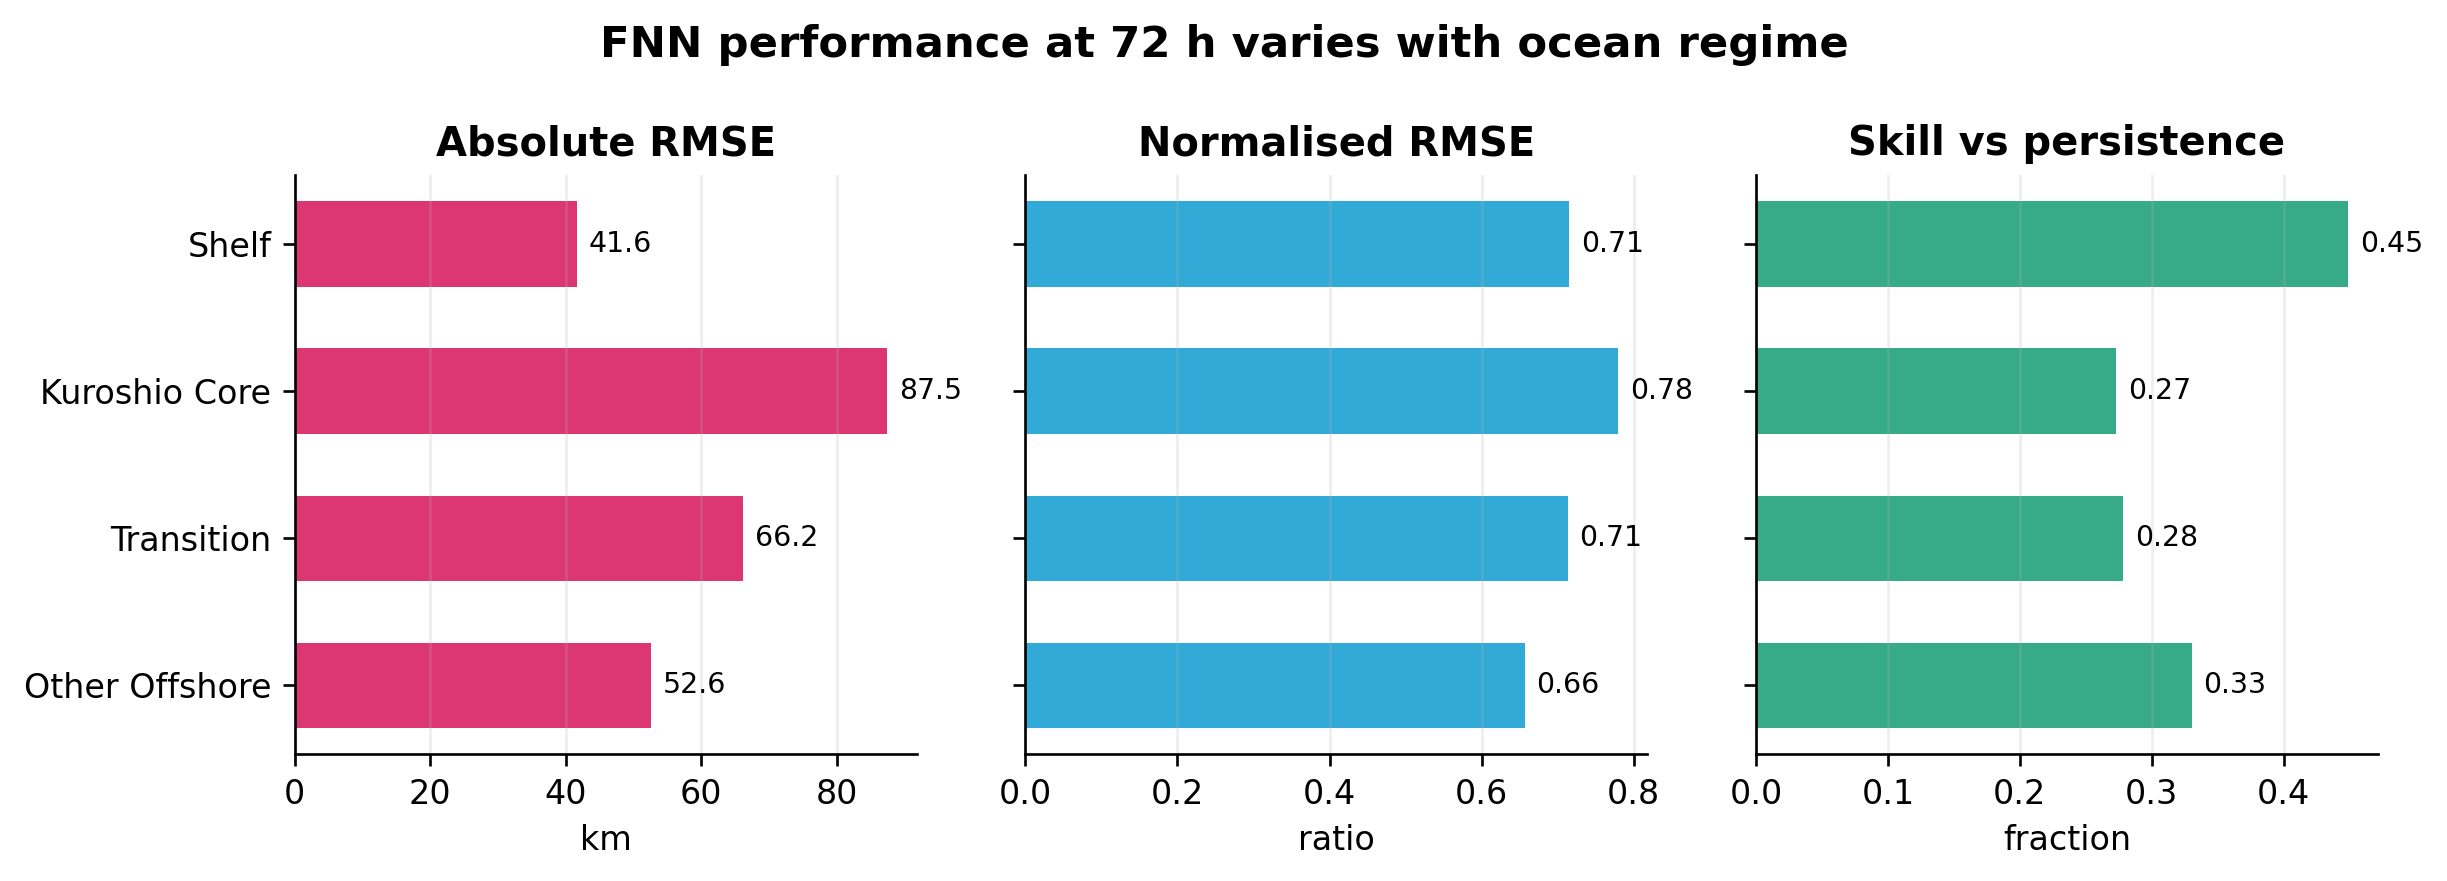 FNN performance at 72 h varies with ocean regime
Absolute RMSE
Shelf
Kuroshio Core
Transition
Other Offshore
41.6
87.5
66.2
52.6
0 20 40 60 80
km
Normalised RMSE
0.71
0.78
0.71
0.66
0.0 0.2 0.4 0.6 0.8
ratio
Skill vs persistence
0.45
0.27
0.28
0.33
0.0 0.1 0.2 0.3 0.4
fraction